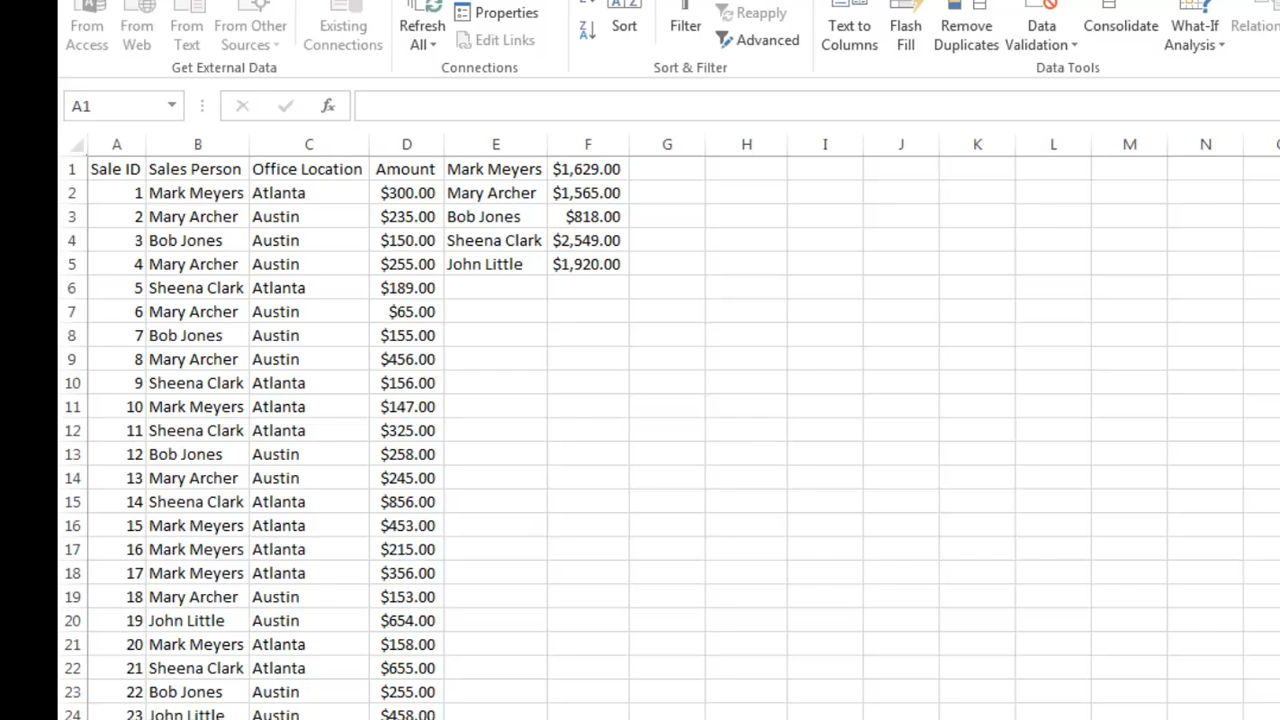 From Access
From Web
From Text
From Other Sources
Existing Connections
Refresh All
Properties
Edit Links
Sort
Filter
Reapply
Advanced
Text to Columns
Flash Fill
Remove Duplicates
Data Validation
Consolidate
What-If Analysis
Get External Data
Connections
Sort & Filter
Data Tools
A1
fx
A B C D E F G H I J K L M N
1 Sale ID Sales Person Office Location Amount Mark Meyers $1,629.00
2 1 Mark Meyers Atlanta $300.00 Mary Archer $1,565.00
3 2 Mary Archer Austin $235.00 Bob Jones $818.00
4 3 Bob Jones Austin $150.00 Sheena Clark $2,549.00
5 4 Mary Archer Austin $255.00 John Little $1,920.00
6 5 Sheena Clark Atlanta $189.00
7 6 Mary Archer Austin $65.00
8 7 Bob Jones Austin $155.00
9 8 Mary Archer Austin $456.00
10 9 Sheena Clark Atlanta $156.00
11 10 Mark Meyers Atlanta $147.00
12 11 Sheena Clark Atlanta $325.00
13 12 Bob Jones Austin $258.00
14 13 Mary Archer Austin $245.00
15 14 Sheena Clark Atlanta $856.00
16 15 Mark Meyers Atlanta $453.00
17 16 Mark Meyers Atlanta $215.00
18 17 Mark Meyers Atlanta $356.00
19 18 Mary Archer Austin $153.00
20 19 John Little Austin $654.00
21 20 Mark Meyers Atlanta $158.00
22 21 Sheena Clark Atlanta $655.00
23 22 Bob Jones Austin $255.00
24 23 John Little Austin $458.00